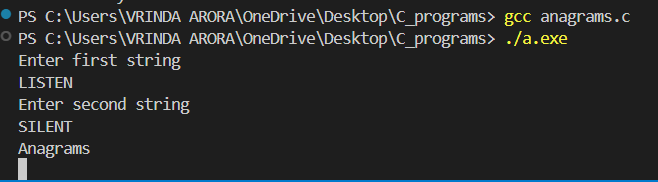 PS C:\Users\VRINDA ARORA\OneDrive\Desktop\C_programs> gcc anagrams.c
PS C:\Users\VRINDA ARORA\OneDrive\Desktop\C_programs> ./a.exe
Enter first string
LISTEN
Enter second string
SILENT
Anagrams